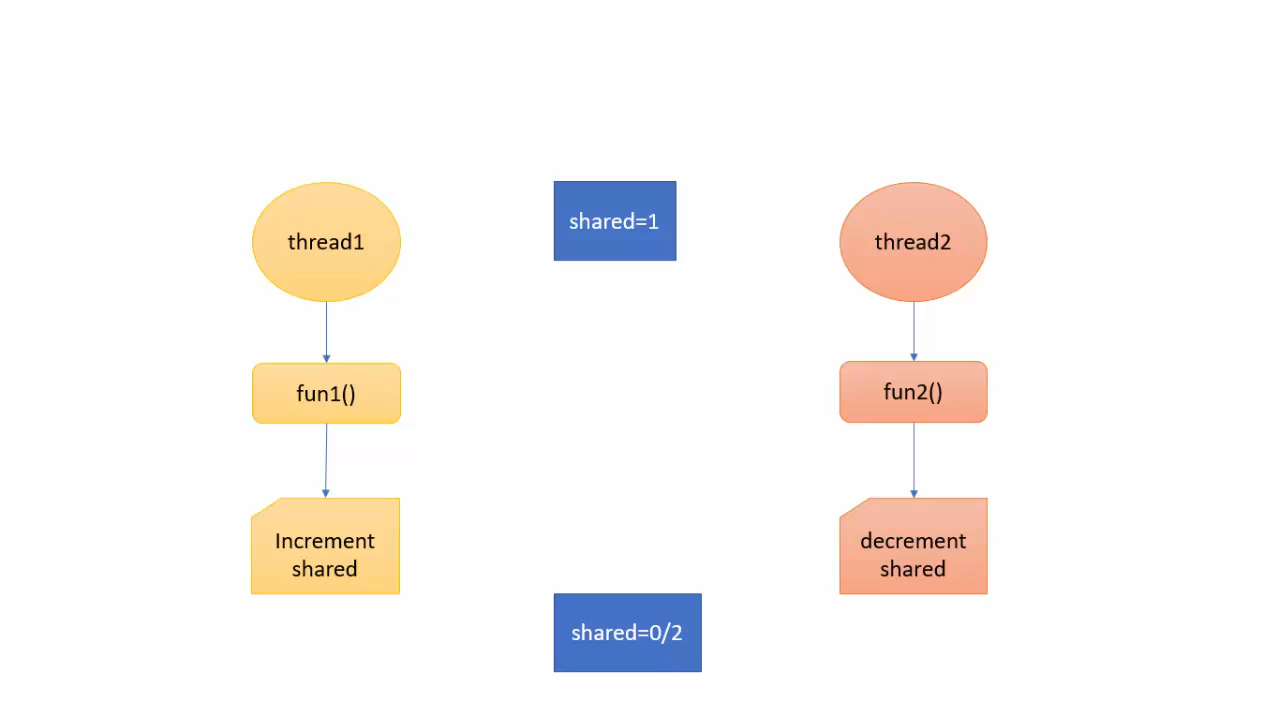 thread1
shared=1
thread2
fun1()
fun2()
Increment
shared
decrement
shared
shared=0/2